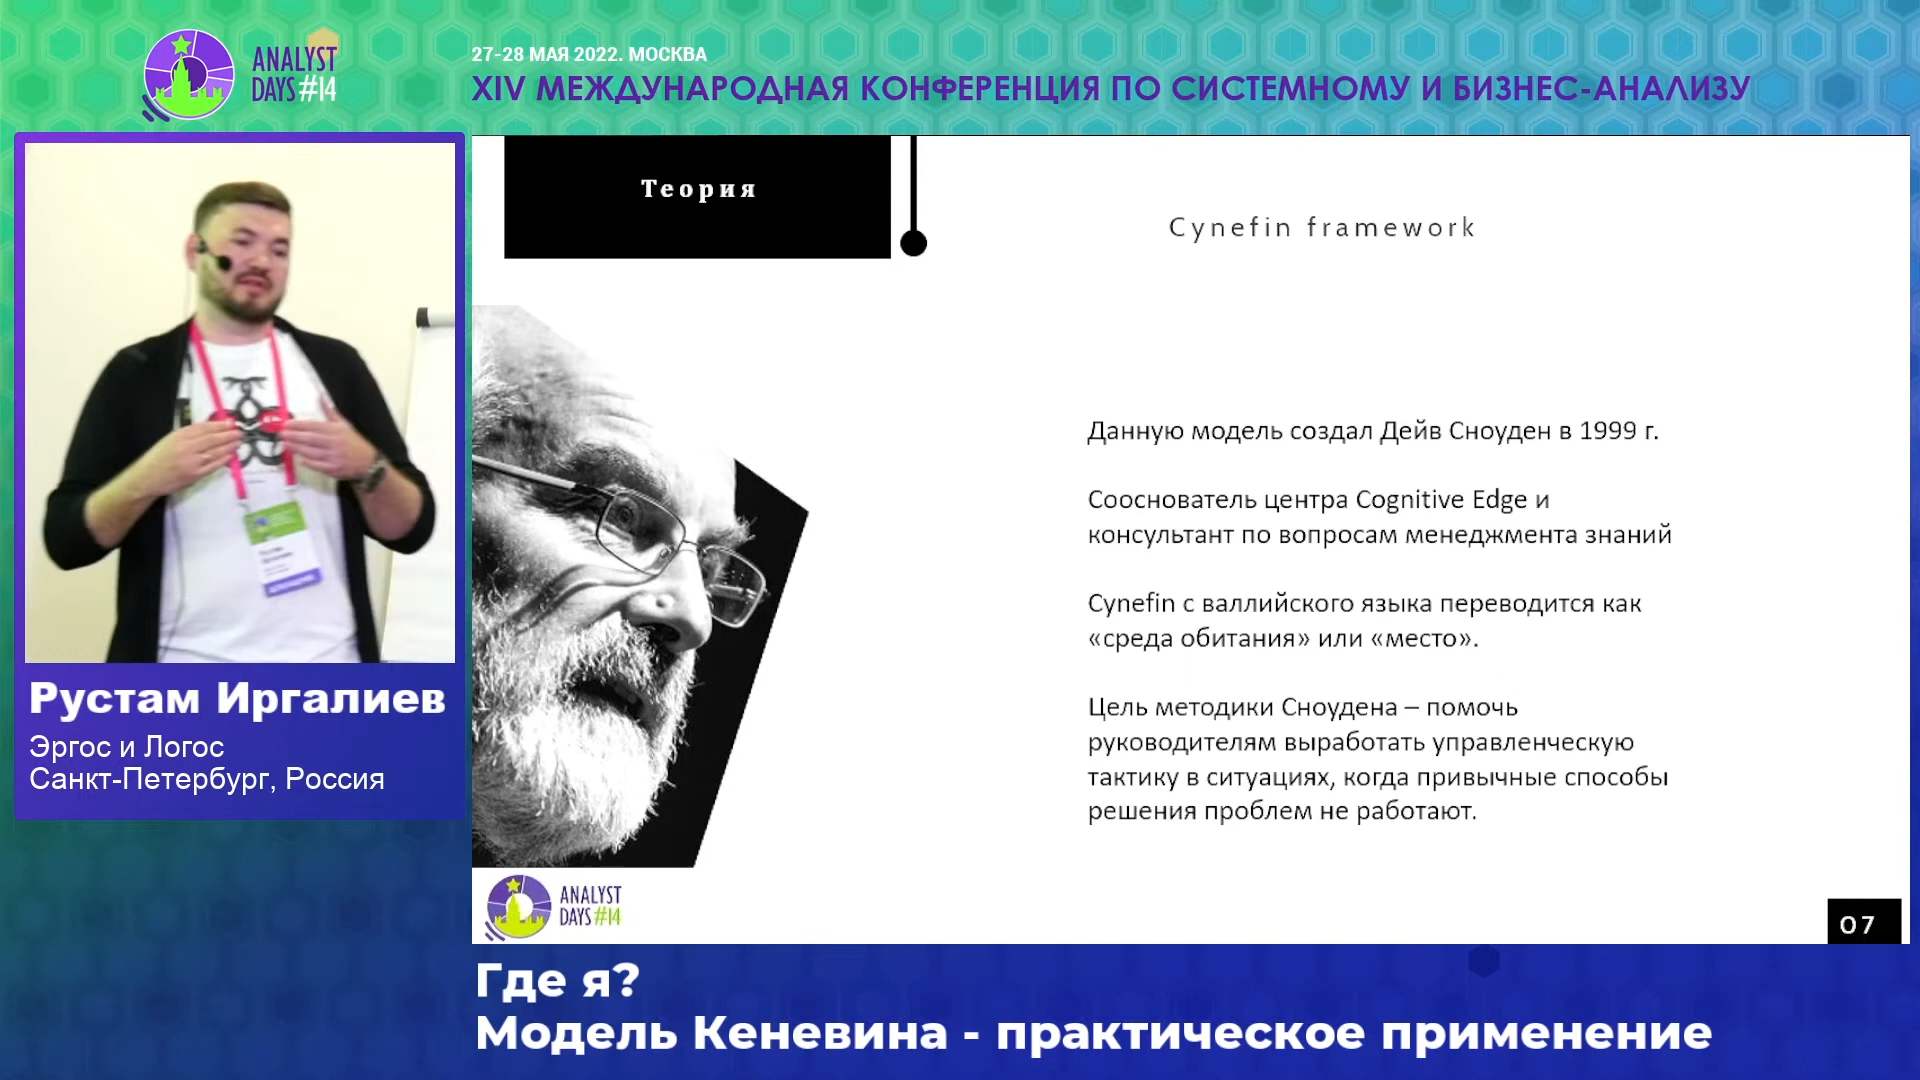 ANALYST
DAYS#14
27-28 МАЯ 2022. МОСКВА
XIV МЕЖДУНАРОДНАЯ КОНФЕРЕНЦИЯ ПО СИСТЕМНОМУ И БИЗНЕС-АНАЛИЗУ
Рустам Иргалиев
Эргос и Логос
Санкт-Петербург, Россия
Теория
Cynefin framework
Данную модель создал Дейв Сноуден в 1999 г.
Сооснователь центра Cognitive Edge и
консультант по вопросам менеджмента знаний
Cynefin с валлийского языка переводится как
«среда обитания» или «место».
Цель методики Сноудена – помочь
руководителям выработать управленческую
тактику в ситуациях, когда привычные способы
решения проблем не работают.
ANALYST
DAYS#14
07
Где я?
Модель Кеневина - практическое применение